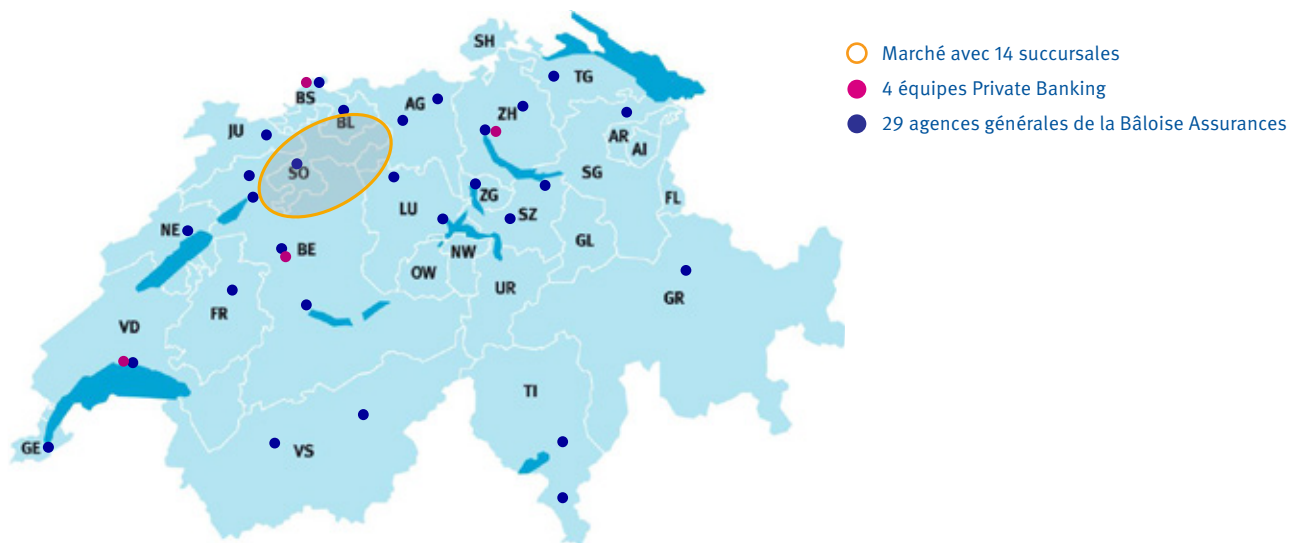 SH
Marché avec 14 succursales
TG
4 équipes Private Banking
BS
AG
ZH
BL
29 agences générales de la Bâloise Assurances
JU
AR
AI
SO
SG
ZG
FL
LU
SZ
NE
GL
BE
NW
OW
UR
GR
FR
VD
TI
GE
VS